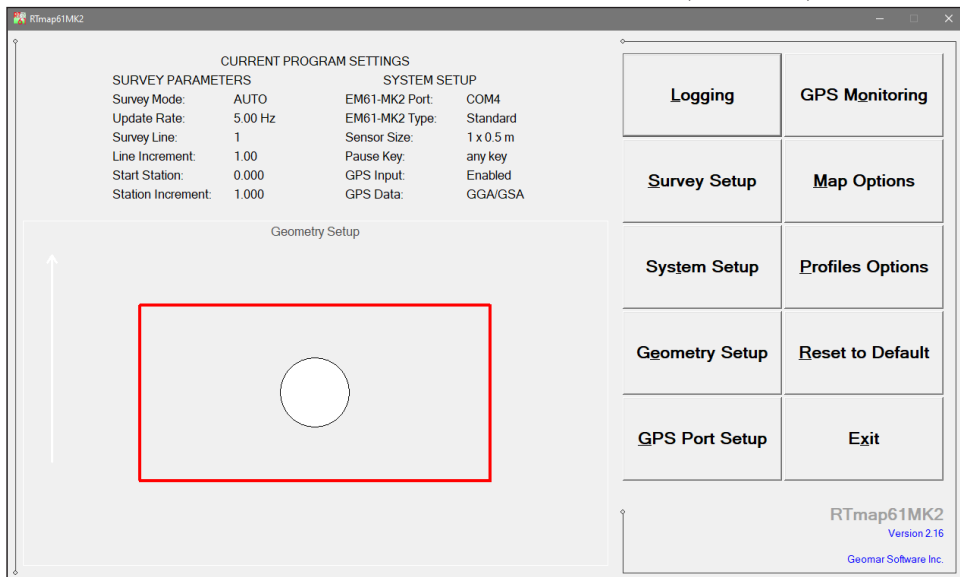 RTmap61MK2
CURRENT PROGRAM SETTINGS
SURVEY PARAMETERS SYSTEM SETUP
Survey Mode: AUTO EM61-MK2 Port: COM4
Update Rate: 5.00 Hz EM61-MK2 Type: Standard
Survey Line: 1 Sensor Size: 1 x 0.5 m
Line Increment: 1.00 Pause Key: any key
Start Station: 0.000 GPS Input: Enabled
Station Increment: 1.000 GPS Data: GGA/GSA
Geometry Setup
Logging GPS Monitoring
Survey Setup Map Options
System Setup Profiles Options
Geometry Setup Reset to Default
GPS Port Setup Exit
RTmap61MK2
Version 2.16
Geomar Software Inc.